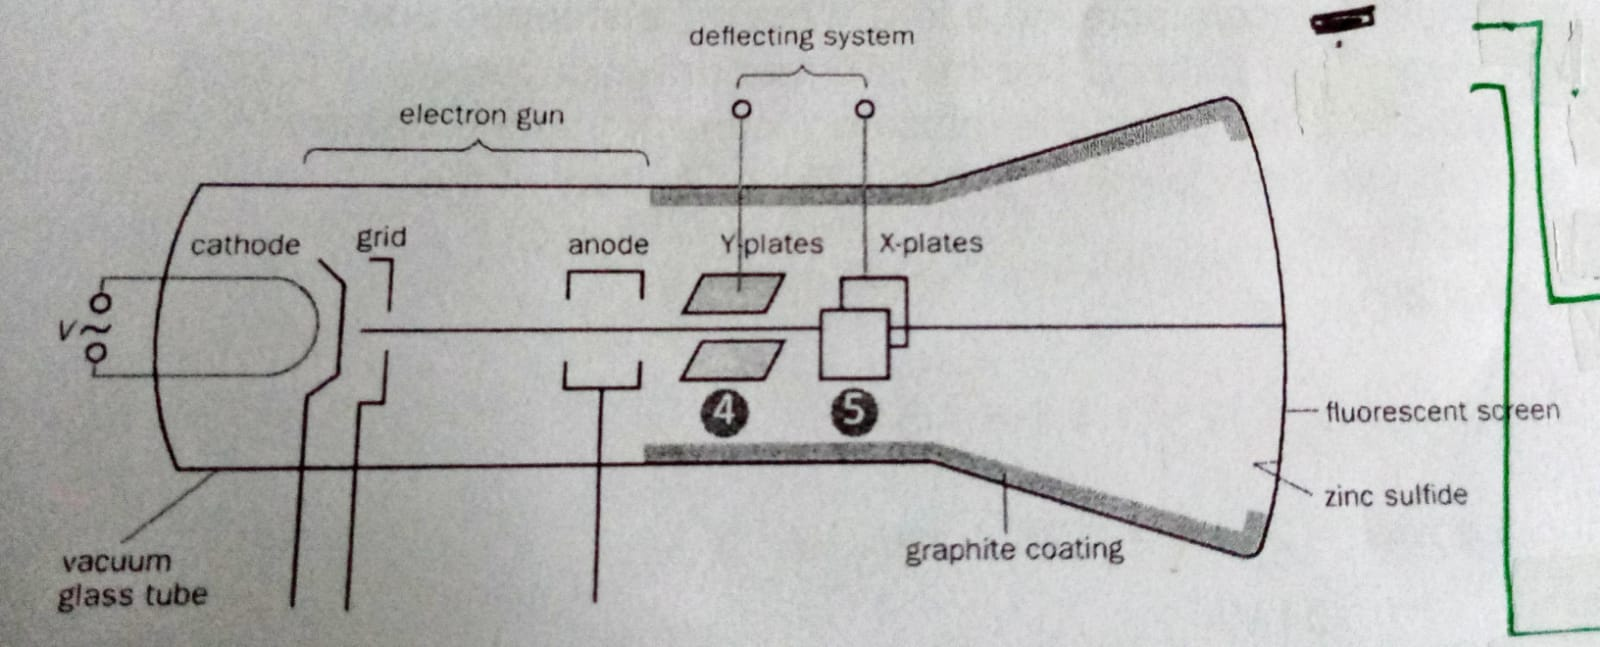 deflecting system
electron gun
cathode
grid
anode
Y-plates
X-plates
V
4
5
fluorescent screen
zinc sulfide
graphite coating
vacuum
glass tube